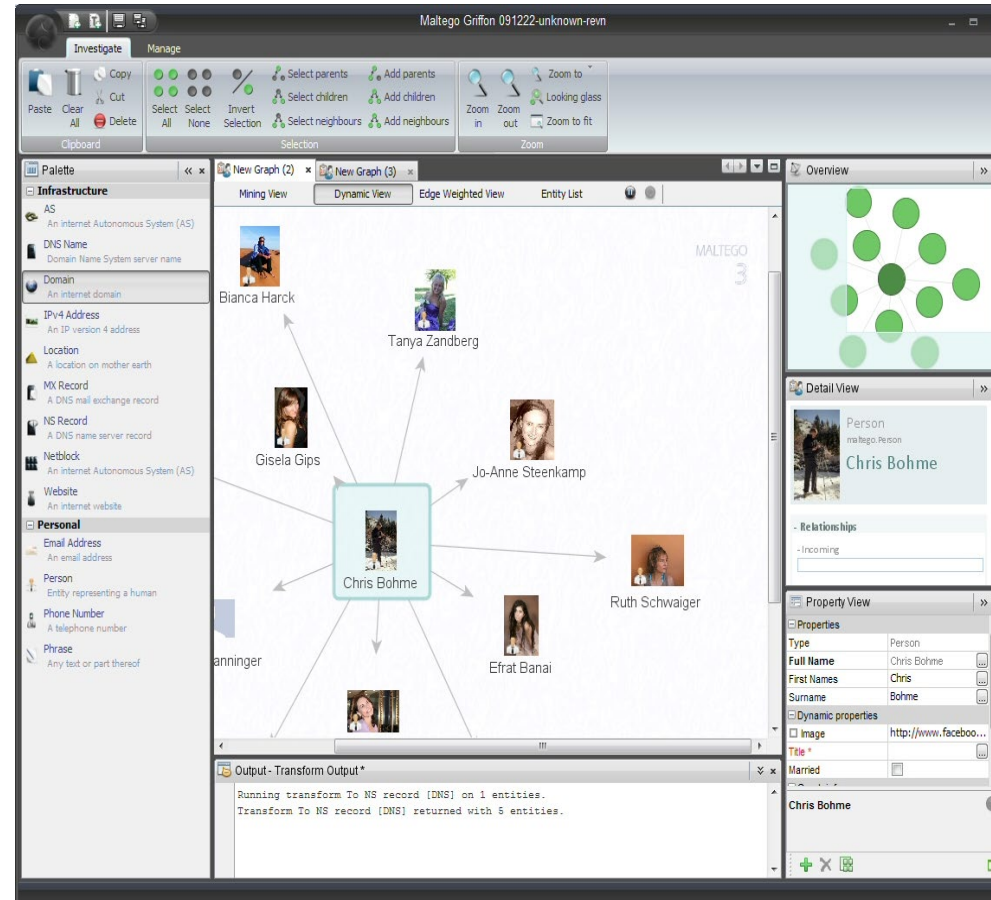 Maltego Griffon 091222-unknown-revn
Investigate
Manage
Paste
Clear All
Copy
Cut
Delete
Clipboard
Select All
Select None
Invert Selection
Select parents
Select children
Select neighbours
Add parents
Add children
Add neighbours
Selection
Zoom in
Zoom out
Zoom to
Looking glass
Zoom to fit
Zoom
Palette
Infrastructure
AS
An internet Autonomous System (AS)
DNS Name
Domain Name System server name
Domain
An internet domain
IPv4 Address
An IP version 4 address
Location
A location on mother earth
MX Record
A DNS mail exchange record
NS Record
A DNS name server record
Netblock
An internet Autonomous System (AS)
Website
An internet website
Personal
Email Address
An email address
Person
Entity representing a human
Phone Number
A telephone number
Phrase
Any text or part thereof
New Graph (2)
New Graph (3)
Mining View
Dynamic View
Edge Weighted View
Entity List
MALTEGO
3
Bianca Harck
Tanya Zandberg
Gisela Gips
Jo-Anne Steenkamp
Chris Bohme
Ruth Schwaiger
anninger
Efrat Banai
Output - Transform Output *
Running transform To NS record [DNS] on 1 entities.
Transform To NS record [DNS] returned with 5 entities.
Overview
Detail View
Person
maltego.Person
Chris Bohme
- Relationships
- Incoming
Property View
Properties
Type Person
Full Name Chris Bohme
First Names Chris
Surname Bohme
Dynamic properties
Image http://www.faceboo...
Title *
Married
Chris Bohme